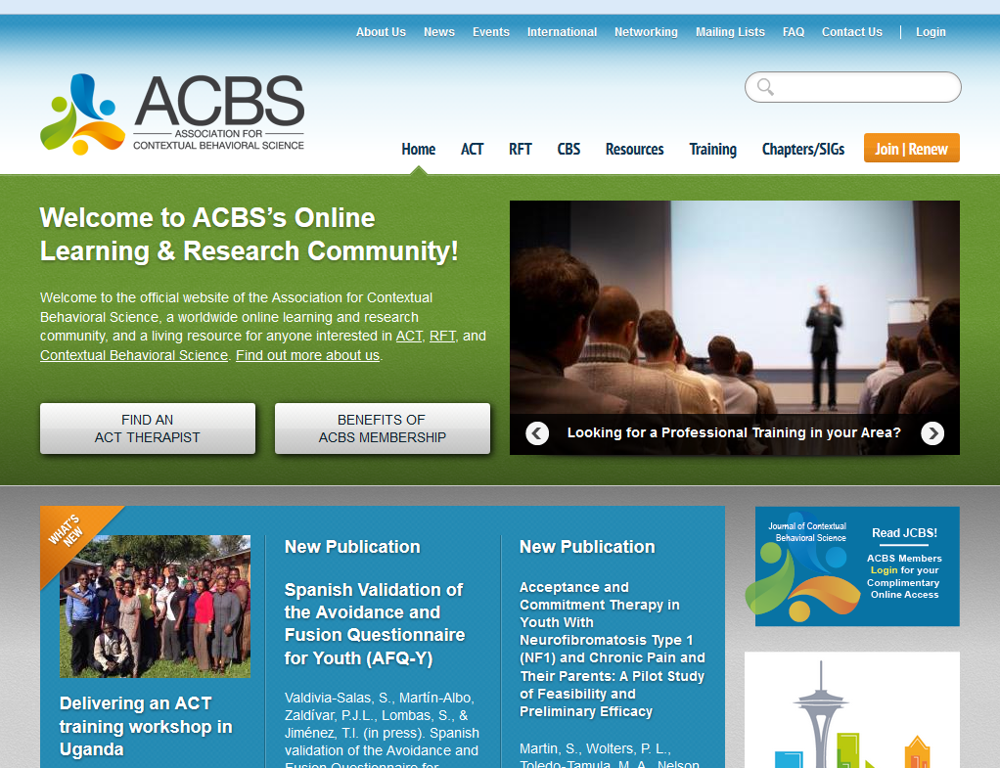 About Us News Events International Networking Mailing Lists FAQ Contact Us | Login
ACBS
ASSOCIATION FOR
CONTEXTUAL BEHAVIORAL SCIENCE
Home ACT RFT CBS Resources Training Chapters/SIGs Join | Renew
Welcome to ACBS’s Online
Learning & Research Community!
Welcome to the official website of the Association for Contextual
Behavioral Science, a worldwide online learning and research
community, and a living resource for anyone interested in ACT, RFT, and
Contextual Behavioral Science. Find out more about us.
FIND AN
ACT THERAPIST
BENEFITS OF
ACBS MEMBERSHIP
Looking for a Professional Training in your Area?
WHAT'S
NEW
Delivering an ACT
training workshop in
Uganda
New Publication
Spanish Validation of
the Avoidance and
Fusion Questionnaire
for Youth (AFQ-Y)
Valdivia-Salas, S., Martín-Albo,
Zaldívar, P.J.L., Lombas, S., &
Jiménez, T.I. (in press). Spanish
validation of the Avoidance and
Fusion Questionnaire for
New Publication
Acceptance and
Commitment Therapy in
Youth With
Neurofibromatosis Type 1
(NF1) and Chronic Pain and
Their Parents: A Pilot Study
of Feasibility and
Preliminary Efficacy
Martin, S., Wolters, P. L.,
Toledo-Tamula, M. A., Nelson
Journal of Contextual
Behavioral Science
Read JCBS!
ACBS Members
Login for your
Complimentary
Online Access